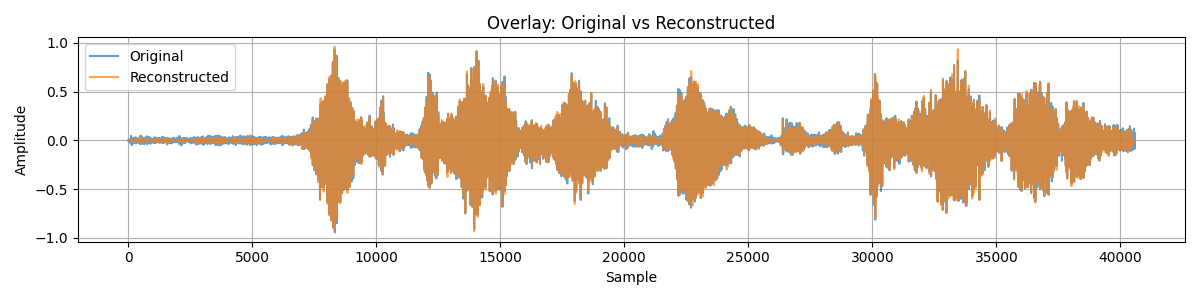 Overlay: Original vs Reconstructed
Original
Reconstructed
Amplitude
1.0
0.5
0.0
−0.5
−1.0
0 5000 10000 15000 20000 25000 30000 35000 40000
Sample